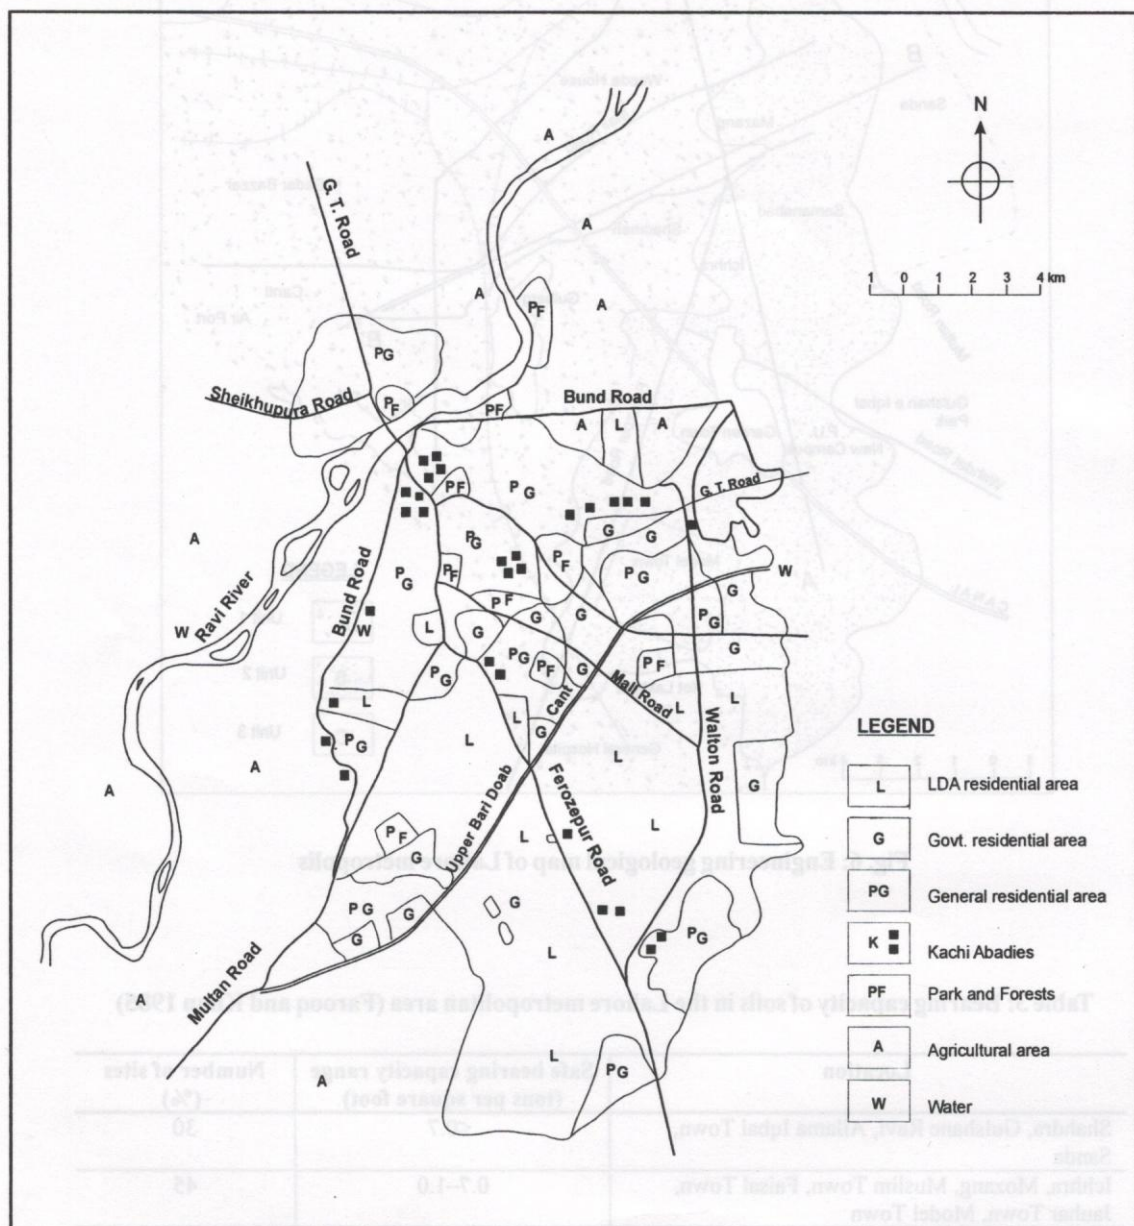 A
N
G. T. Road
A
1 0 1 2 3 4 km
A
PF
A
PG
Sheikhupura Road
PF
PF
Bund Road
A L A
PF
PG
G. T. Road
PG
G
G
A
Bund Road
PG
PF
PF
PG
W
G
Ravi River
W
PF
W
L
G
G
G
PG
G
PG
PG
PF
G
PF
Mall Road
L
L
Walton Road
L
L
G
Cant
PG
L
A
L
G
A
Upper Bari Doab
Ferozepur Road
PF
G
L
L
PG
G
G
G
PG
L
Multan Road
A
L
PG
A
LEGEND
L LDA residential area
G Govt. residential area
PG General residential area
K Kachi Abadies
PF Park and Forests
A Agricultural area
W Water